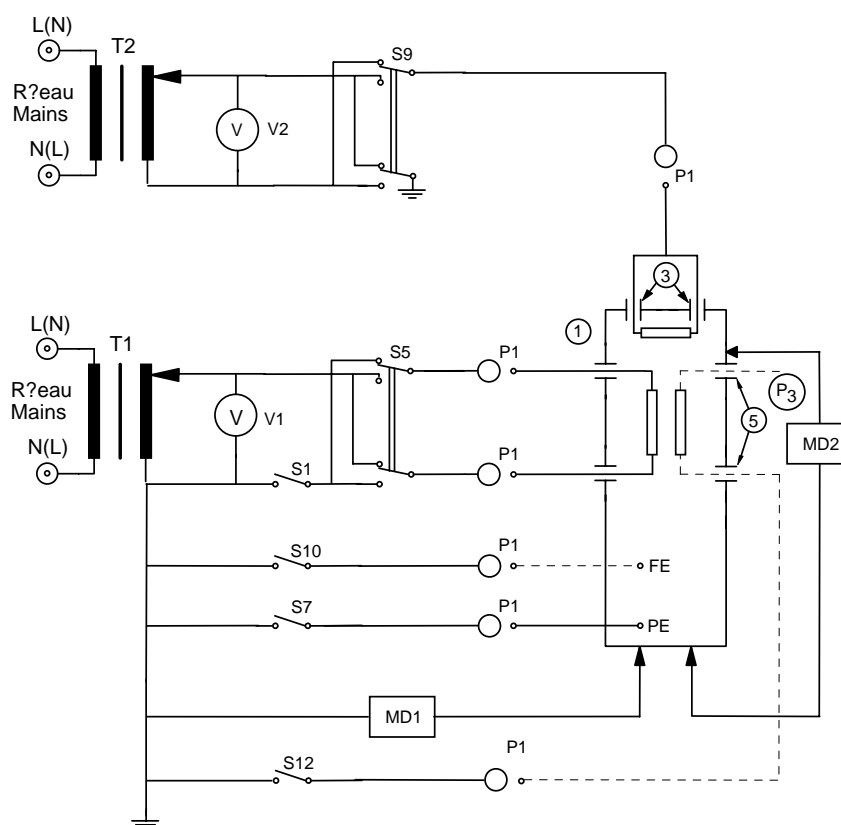 L(N)
T2
S9
R?eau
Mains
V
V2
N(L)
P1
3
L(N)
T1
1
S5
P1
R?eau
Mains
V
V1
P3
5
N(L)
S1
P1
MD2
S10
P1
FE
S7
P1
PE
MD1
S12
P1